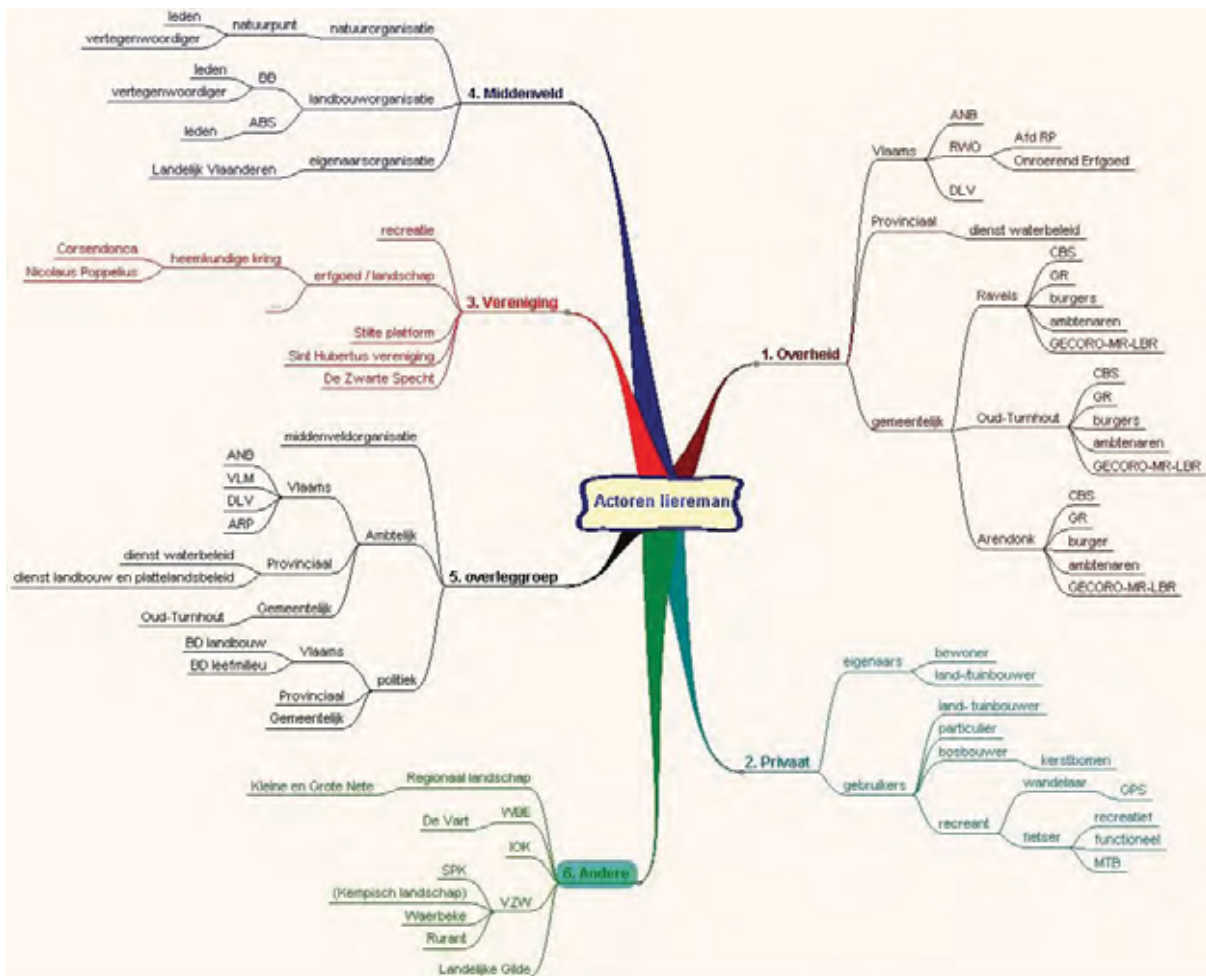 Actoren liereman
1. Overheid
Vlaams
ANB
RWO
Afd RP
Onroerend Erfgoed
DLV
Provinciaal
dienst waterbeleid
gemeentelijk
Ravels
CBS
GR
burgers
ambtenaren
GECORO-MR-LBR
Oud-Turnhout
CBS
GR
burgers
ambtenaren
GECORO-MR-LBR
Arendonk
CBS
GR
burger
ambtenaren
GECORO-MR-LBR
2. Privaat
eigenaars
bewoner
land-/tuinbouwer
gebruikers
land- tuinbouwer
particulier
bosbouwer
kerstbomen
recreant
wandelaar
GPS
fietser
recreatief
functioneel
MTB
3. Vereniging
recreatie
erfgoed / landschap
heemkundige kring
Corsendonca
Nicolaus Poppelius
...
Stilte platform
Sint Hubertus vereniging
De Zwarte Specht
4. Middenveld
natuurorganisatie
natuurpunt
leden
vertegenwoordiger
landbouworganisatie
BB
leden
vertegenwoordiger
ABS
leden
eigenaarsorganisatie
Landelijk Vlaanderen
5. overleggroep
middenveldorganisatie
Ambtelijk
Vlaams
ANB
VLM
DLV
ARP
Provinciaal
dienst waterbeleid
dienst landbouw en plattelandsbeleid
Gemeentelijk
Oud-Turnhout
politiek
Vlaams
BD landbouw
BD leefmilieu
Provinciaal
Gemeentelijk
6. Andere
Regionaal landschap
Kleine en Grote Nete
WBE
De Vart
IOK
VZW
SPK
(Kempisch landschap)
Waerbeke
Rurant
Landelijke Gilde